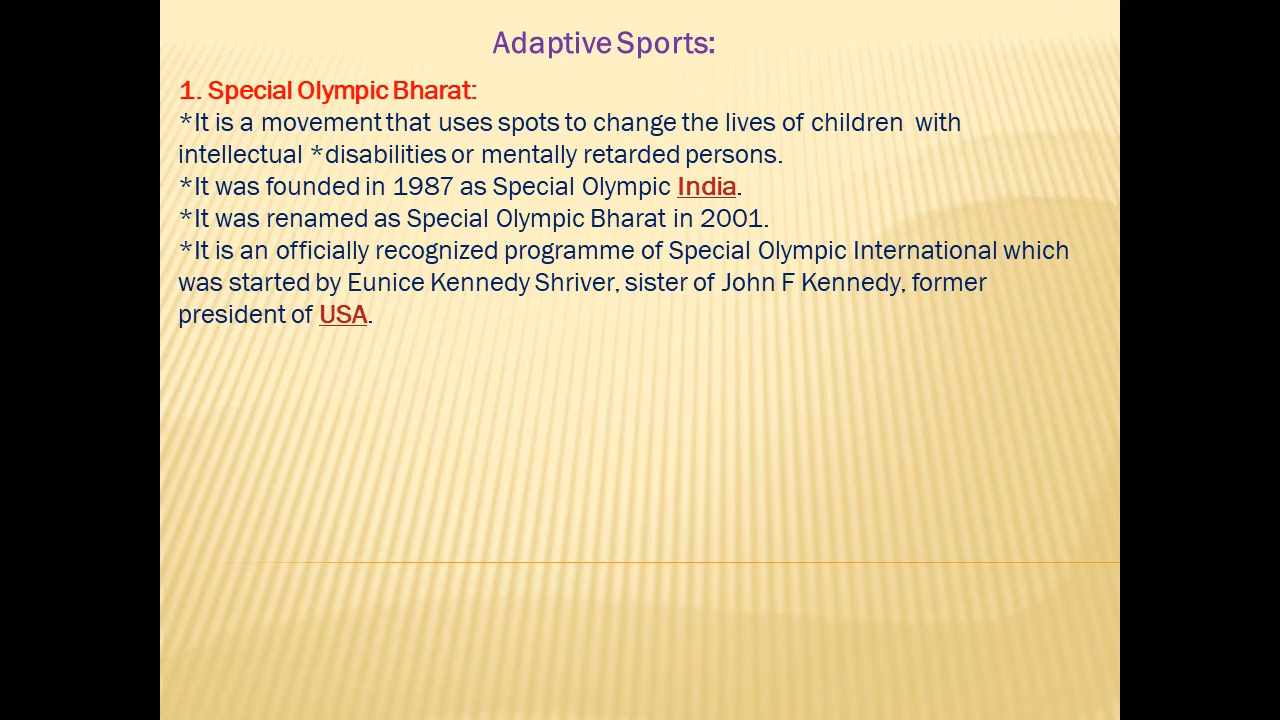 Adaptive Sports:
1. Special Olympic Bharat:
*It is a movement that uses spots to change the lives of children  with
intellectual *disabilities or mentally retarded persons.
*It was founded in 1987 as Special Olympic India.
*It was renamed as Special Olympic Bharat in 2001.
*It is an officially recognized programme of Special Olympic International which
was started by Eunice Kennedy Shriver, sister of John F Kennedy, former
president of USA.